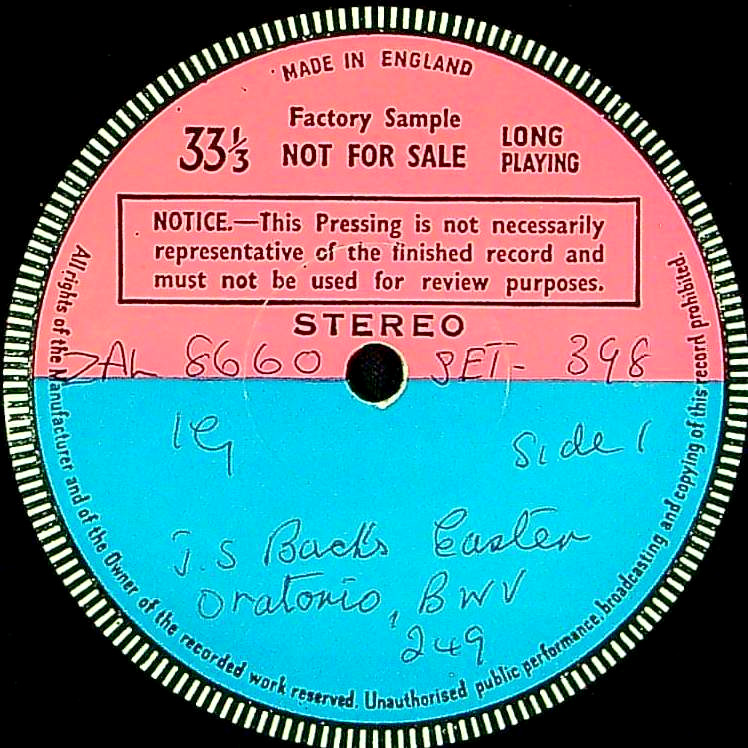 MADE IN ENGLAND
Factory Sample
33⅓ NOT FOR SALE LONG PLAYING
NOTICE.—This Pressing is not necessarily
representative of the finished record and
must not be used for review purposes.
STEREO
ZAL 8660 SET- 398
1G Side 1
J.S Bach's Easter
Oratorio, BWV
249
All rights of the Manufacturer and of the Owner of the recorded work reserved. Unauthorised public performance, broadcasting and copying of this record prohibited.